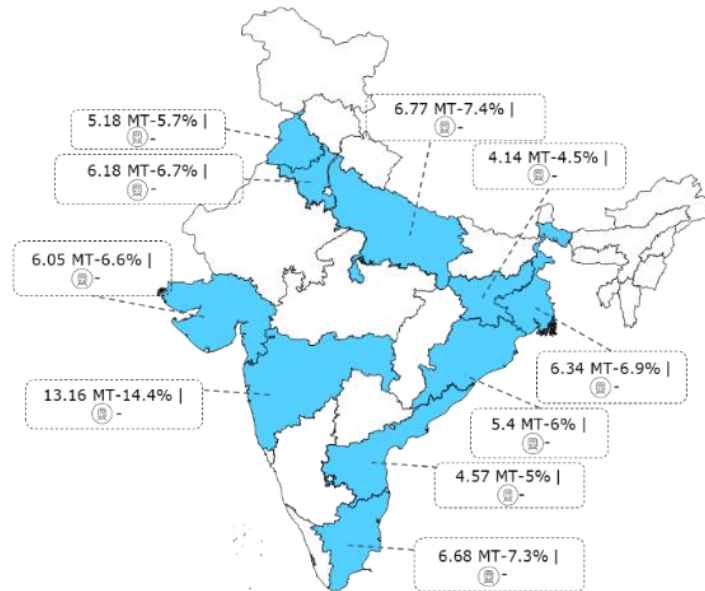 6.77 MT-7.4% |
-
5.18 MT-5.7% |
-
4.14 MT-4.5% |
-
6.18 MT-6.7% |
-
6.05 MT-6.6% |
-
6.34 MT-6.9% |
-
13.16 MT-14.4% |
-
5.4 MT-6% |
-
4.57 MT-5% |
-
6.68 MT-7.3% |
-